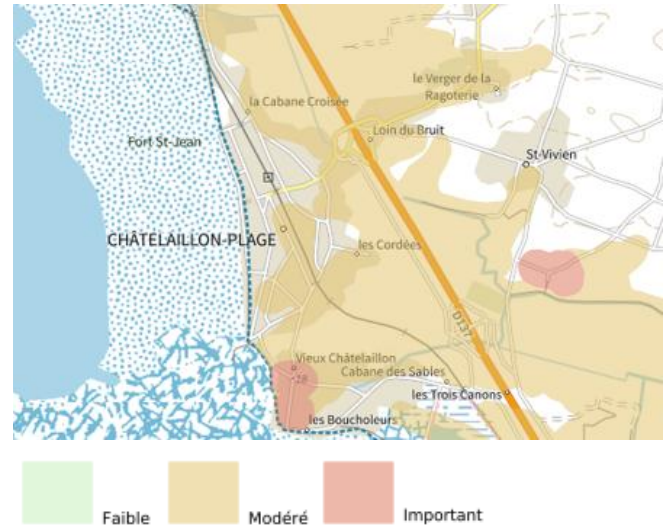 le Verger de la
Ragoterie
la Cabane Croisée
Loin du Bruit
Fort St-Jean
St-Vivien
CHÂTELAILLON-PLAGE
les Cordées
D137
Vieux Châtelaillon
Cabane des Sables
les Trois Canons
les Boucholeurs
Faible
Modéré
Important